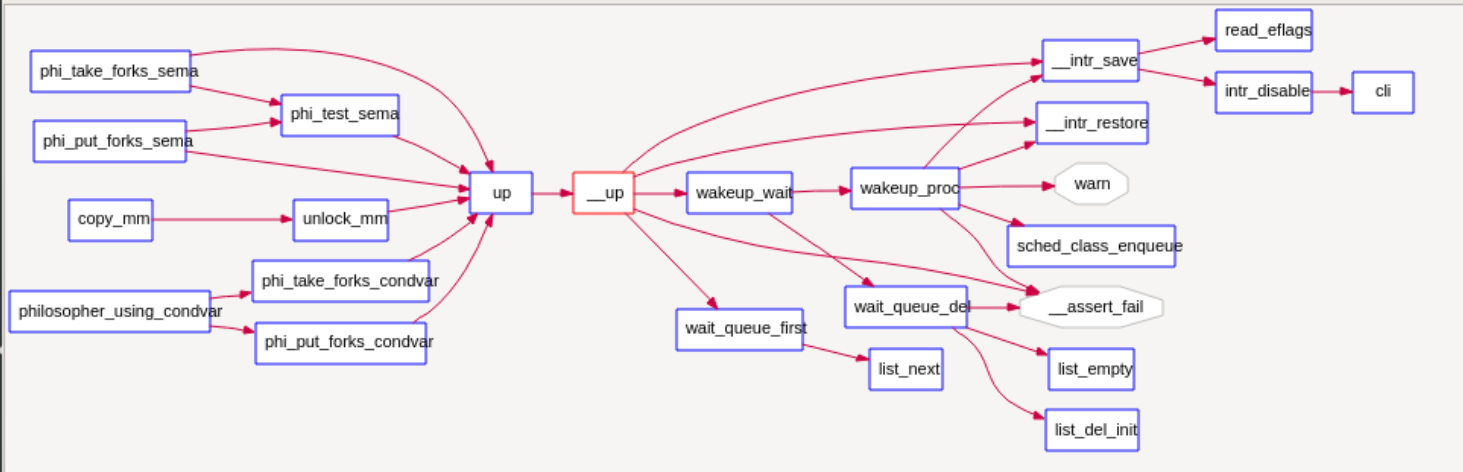 read_eflags
__intr_save
phi_take_forks_sema
intr_disable
cli
phi_test_sema
__intr_restore
phi_put_forks_sema
warn
up
__up
wakeup_wait
wakeup_proc
copy_mm
unlock_mm
sched_class_enqueue
phi_take_forks_condvar
philosopher_using_condvar
wait_queue_del
__assert_fail
wait_queue_first
phi_put_forks_condvar
list_next
list_empty
list_del_init